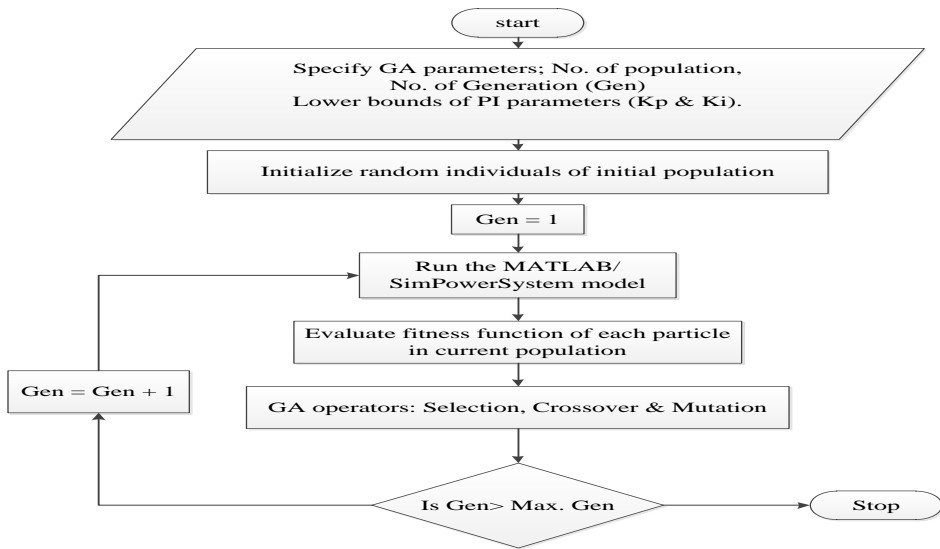 start
Specify GA parameters; No. of population,
No. of Generation (Gen)
Lower bounds of PI parameters (Kp & Ki).
Initialize random individuals of initial population
Gen = 1
Run the MATLAB/
SimPowerSystem model
Evaluate fitness function of each particle
in current population
Gen = Gen + 1
GA operators: Selection, Crossover & Mutation
Is Gen> Max. Gen
Stop